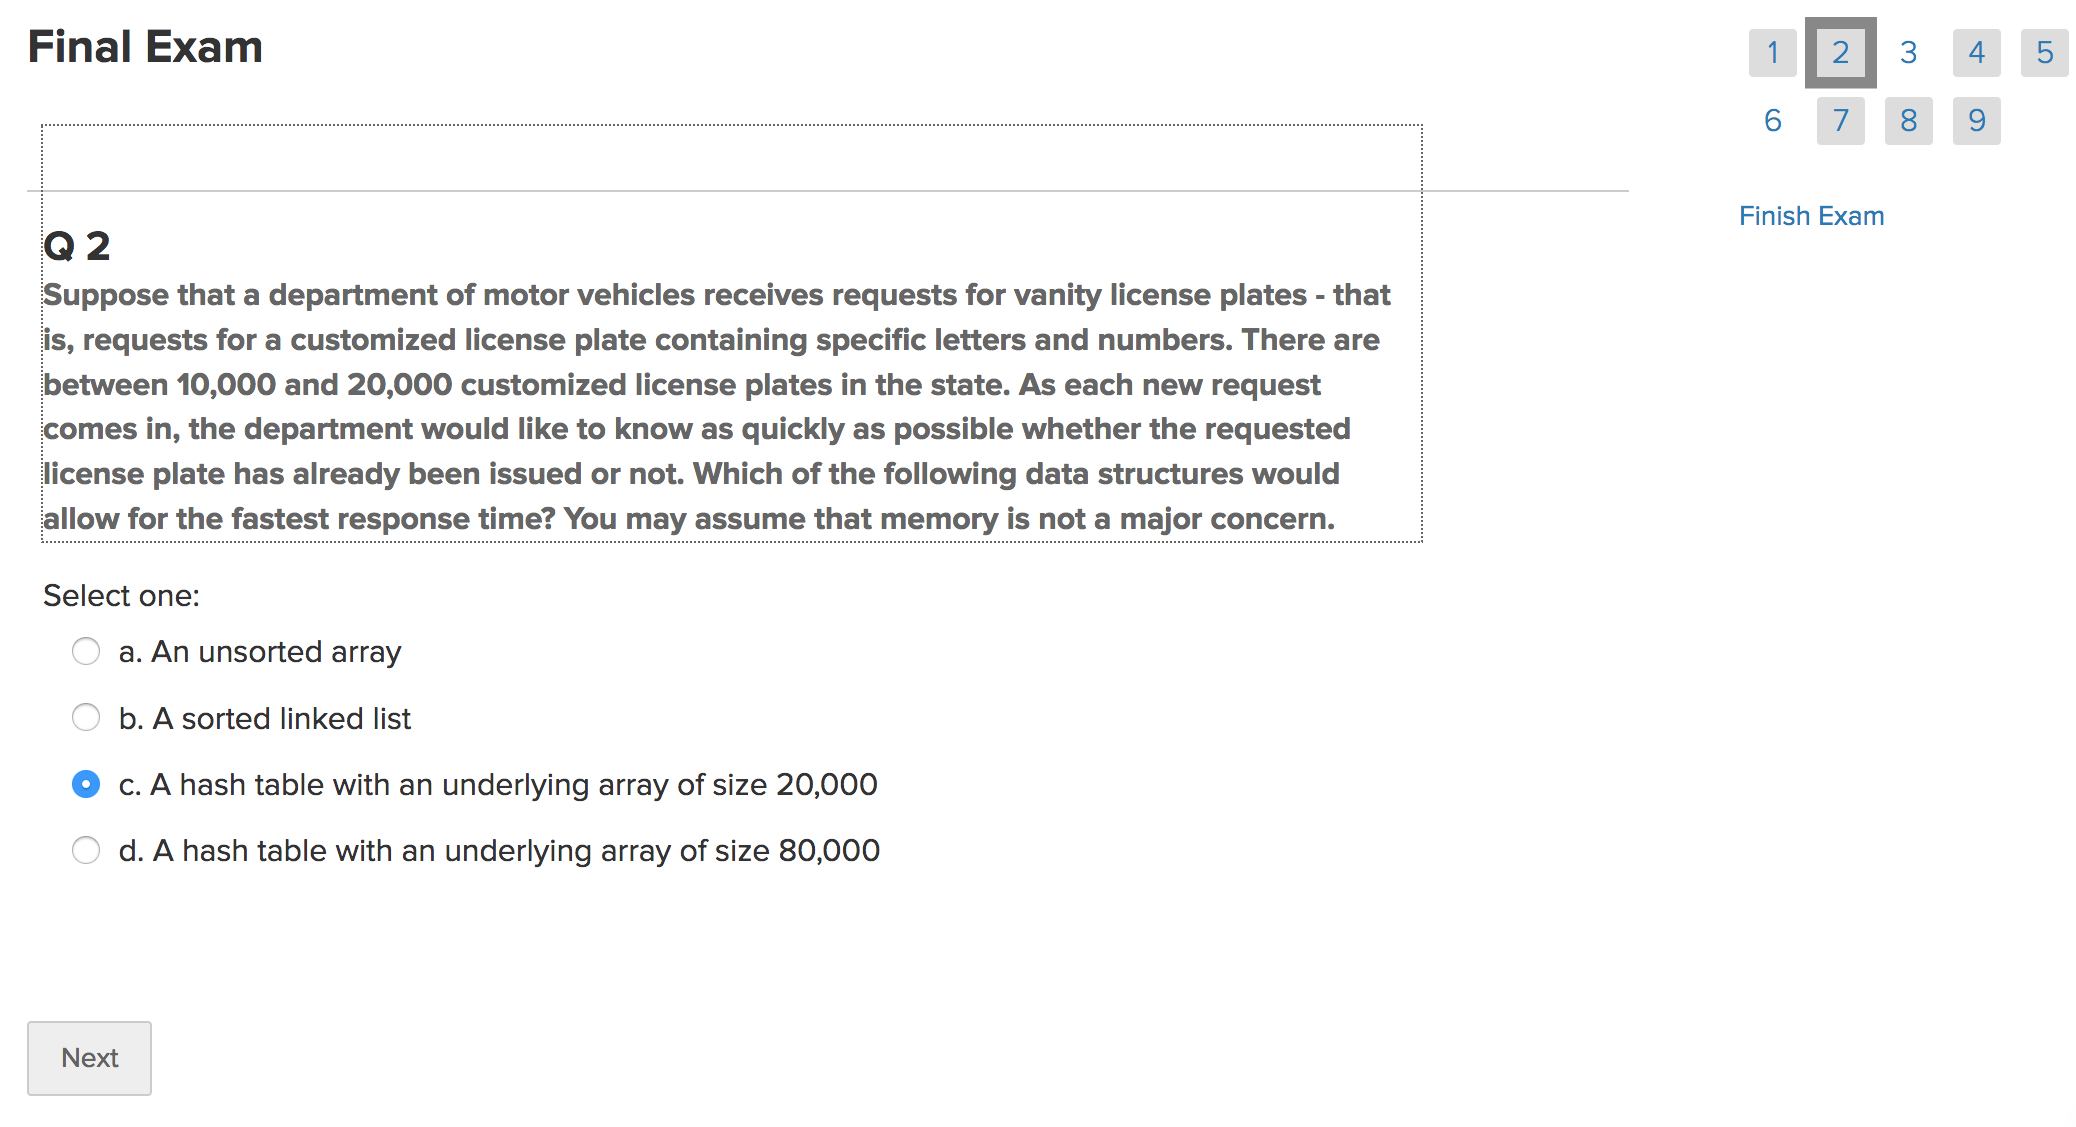 Final Exam
1 2 3 4 5
6 7 8 9
Finish Exam
Q 2
Suppose that a department of motor vehicles receives requests for vanity license plates - that
is, requests for a customized license plate containing specific letters and numbers. There are
between 10,000 and 20,000 customized license plates in the state. As each new request
comes in, the department would like to know as quickly as possible whether the requested
license plate has already been issued or not. Which of the following data structures would
allow for the fastest response time? You may assume that memory is not a major concern.
Select one:
a. An unsorted array
b. A sorted linked list
c. A hash table with an underlying array of size 20,000
d. A hash table with an underlying array of size 80,000
Next